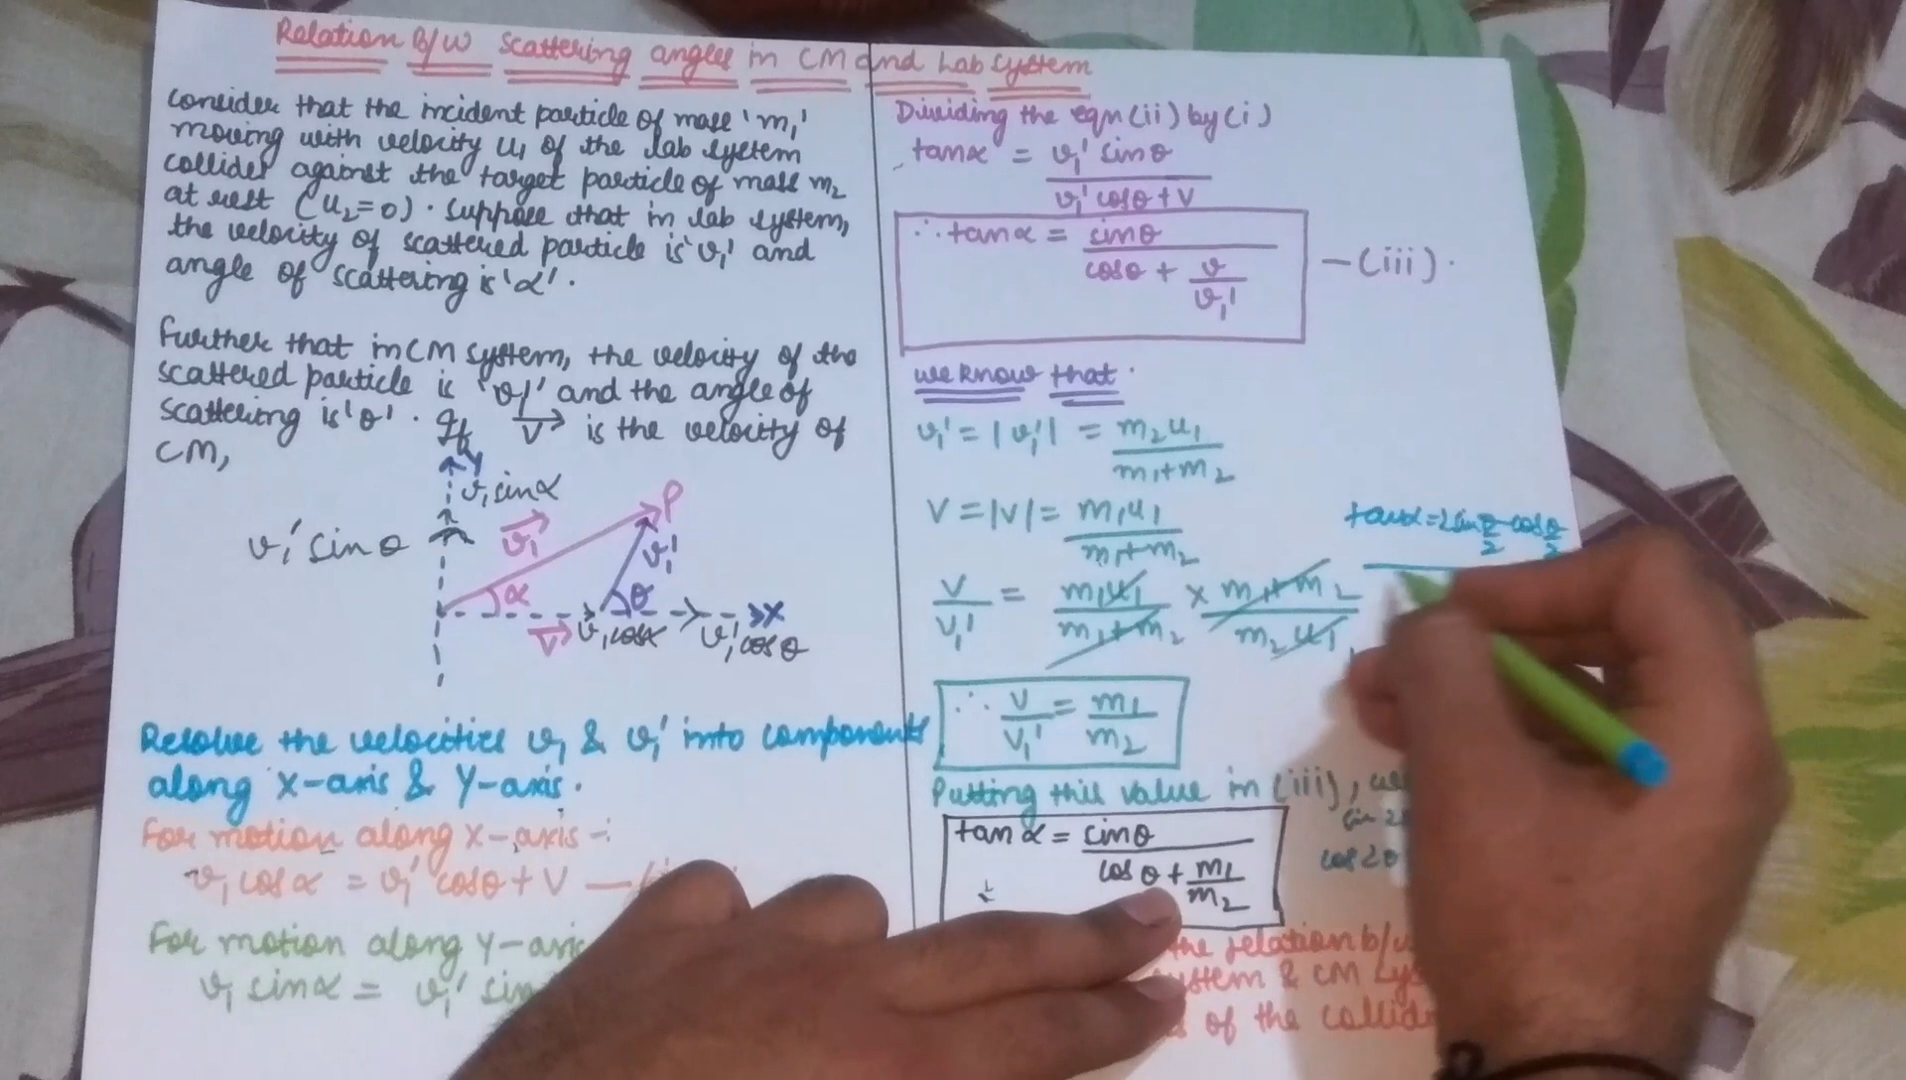 Relation B/w scattering angles in CM and Lab system
consider that the incident particle of mass 'm₁'
moving with velocity u₁ of the lab system
collides against the target particle of mass m₂
at rest (u₂=0). suppose that in lab system,
the velocity of scattered particle is 'v₁' and
angle of scattering is 'α'.
Further that in CM system, the velocity of the
scattered particle is 'v₁'' and the angle of
scattering is 'θ'. If V→ is the velocity of
CM,
Y
v₁ sinα
v₁' sinθ
v₁→
P
v₁'
α
θ
X
V→
v₁ cosα
v₁' cosθ
Resolve the velocities v₁ & v₁' into components
along X-axis & Y-axis.
For motion along X-axis -:
v₁ cosα = v₁' cosθ + V —
For motion along Y-axis
v₁ sinα = v₁' sin
Dividing the eqn (ii) by (i)
tanα = v₁' sinθ
v₁' cosθ + V
∴ tanα = sinθ
cosθ + v
v₁'
— (iii).
we know that.
v₁' = |v₁'| = m₂u₁
m₁+m₂
V = |V| = m₁u₁
m₁+m₂
tanα = 2 sin θ/2 cos θ/2
V/v₁' = m₁u₁/m₁+m₂ × m₁+m₂/m₂u₁
∴ V/v₁' = m₁/m₂
Putting this value in (iii),
tanα = sinθ
cosθ + m₁
m₂
cos2θ
the relation b/w
system & CM
of the